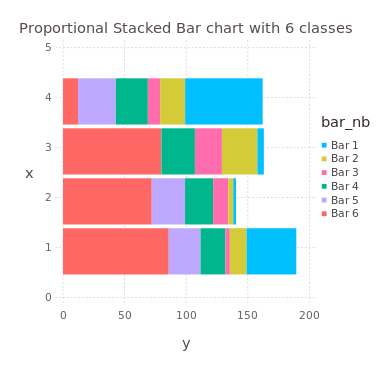 Proportional Stacked Bar chart with 6 classes
5
4
3
2
1
0
x
0 50 100 150 200
y
bar_nb
Bar 1
Bar 2
Bar 3
Bar 4
Bar 5
Bar 6